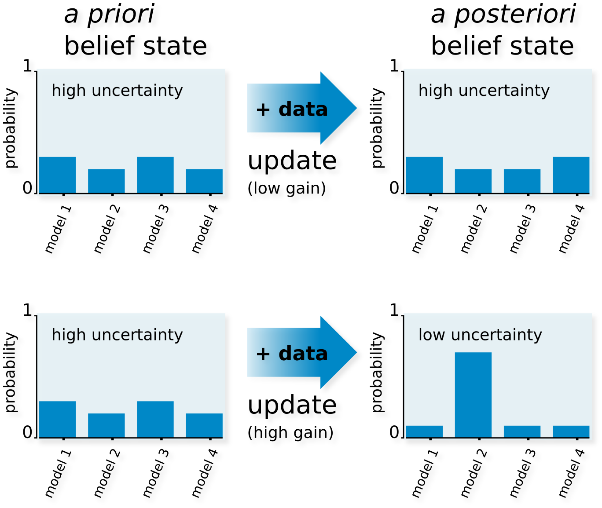 a priori
belief state
a posteriori
belief state
1
probability
0
high uncertainty
model 1
model 2
model 3
model 4
+ data
update
(low gain)
1
probability
0
high uncertainty
model 1
model 2
model 3
model 4
1
probability
0
high uncertainty
model 1
model 2
model 3
model 4
+ data
update
(high gain)
1
probability
0
low uncertainty
model 1
model 2
model 3
model 4